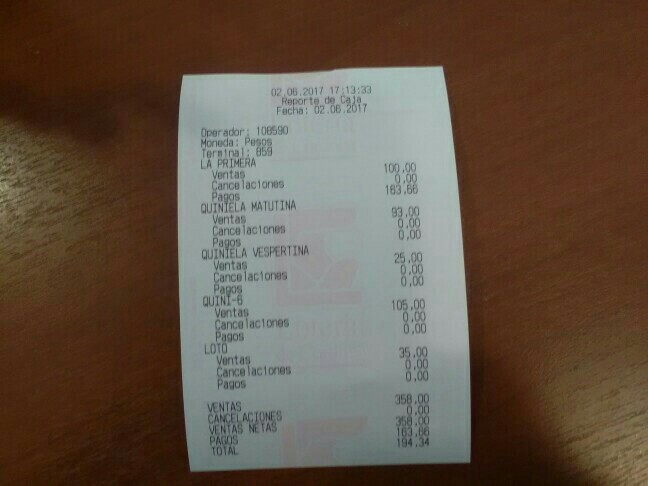 02.06.2017 17:13:33
Reporte de Caja
Fecha: 02.06.2017
Operador: 108590
Moneda: Pesos
Terminal: 859
LA PRIMERA
Ventas 100,00
Cancelaciones 0,00
Pagos 163,66
QUINIELA MATUTINA
Ventas 93,00
Cancelaciones 0,00
Pagos 0,00
QUINIELA VESPERTINA
Ventas 25,00
Cancelaciones 0,00
Pagos 0,00
QUINI-6
Ventas 105,00
Cancelaciones 0,00
Pagos 0,00
LOTO
Ventas 35,00
Cancelaciones 0,00
Pagos 0,00
VENTAS 358,00
CANCELACIONES 0,00
VENTAS NETAS 358,00
PAGOS 163,66
TOTAL 194,34